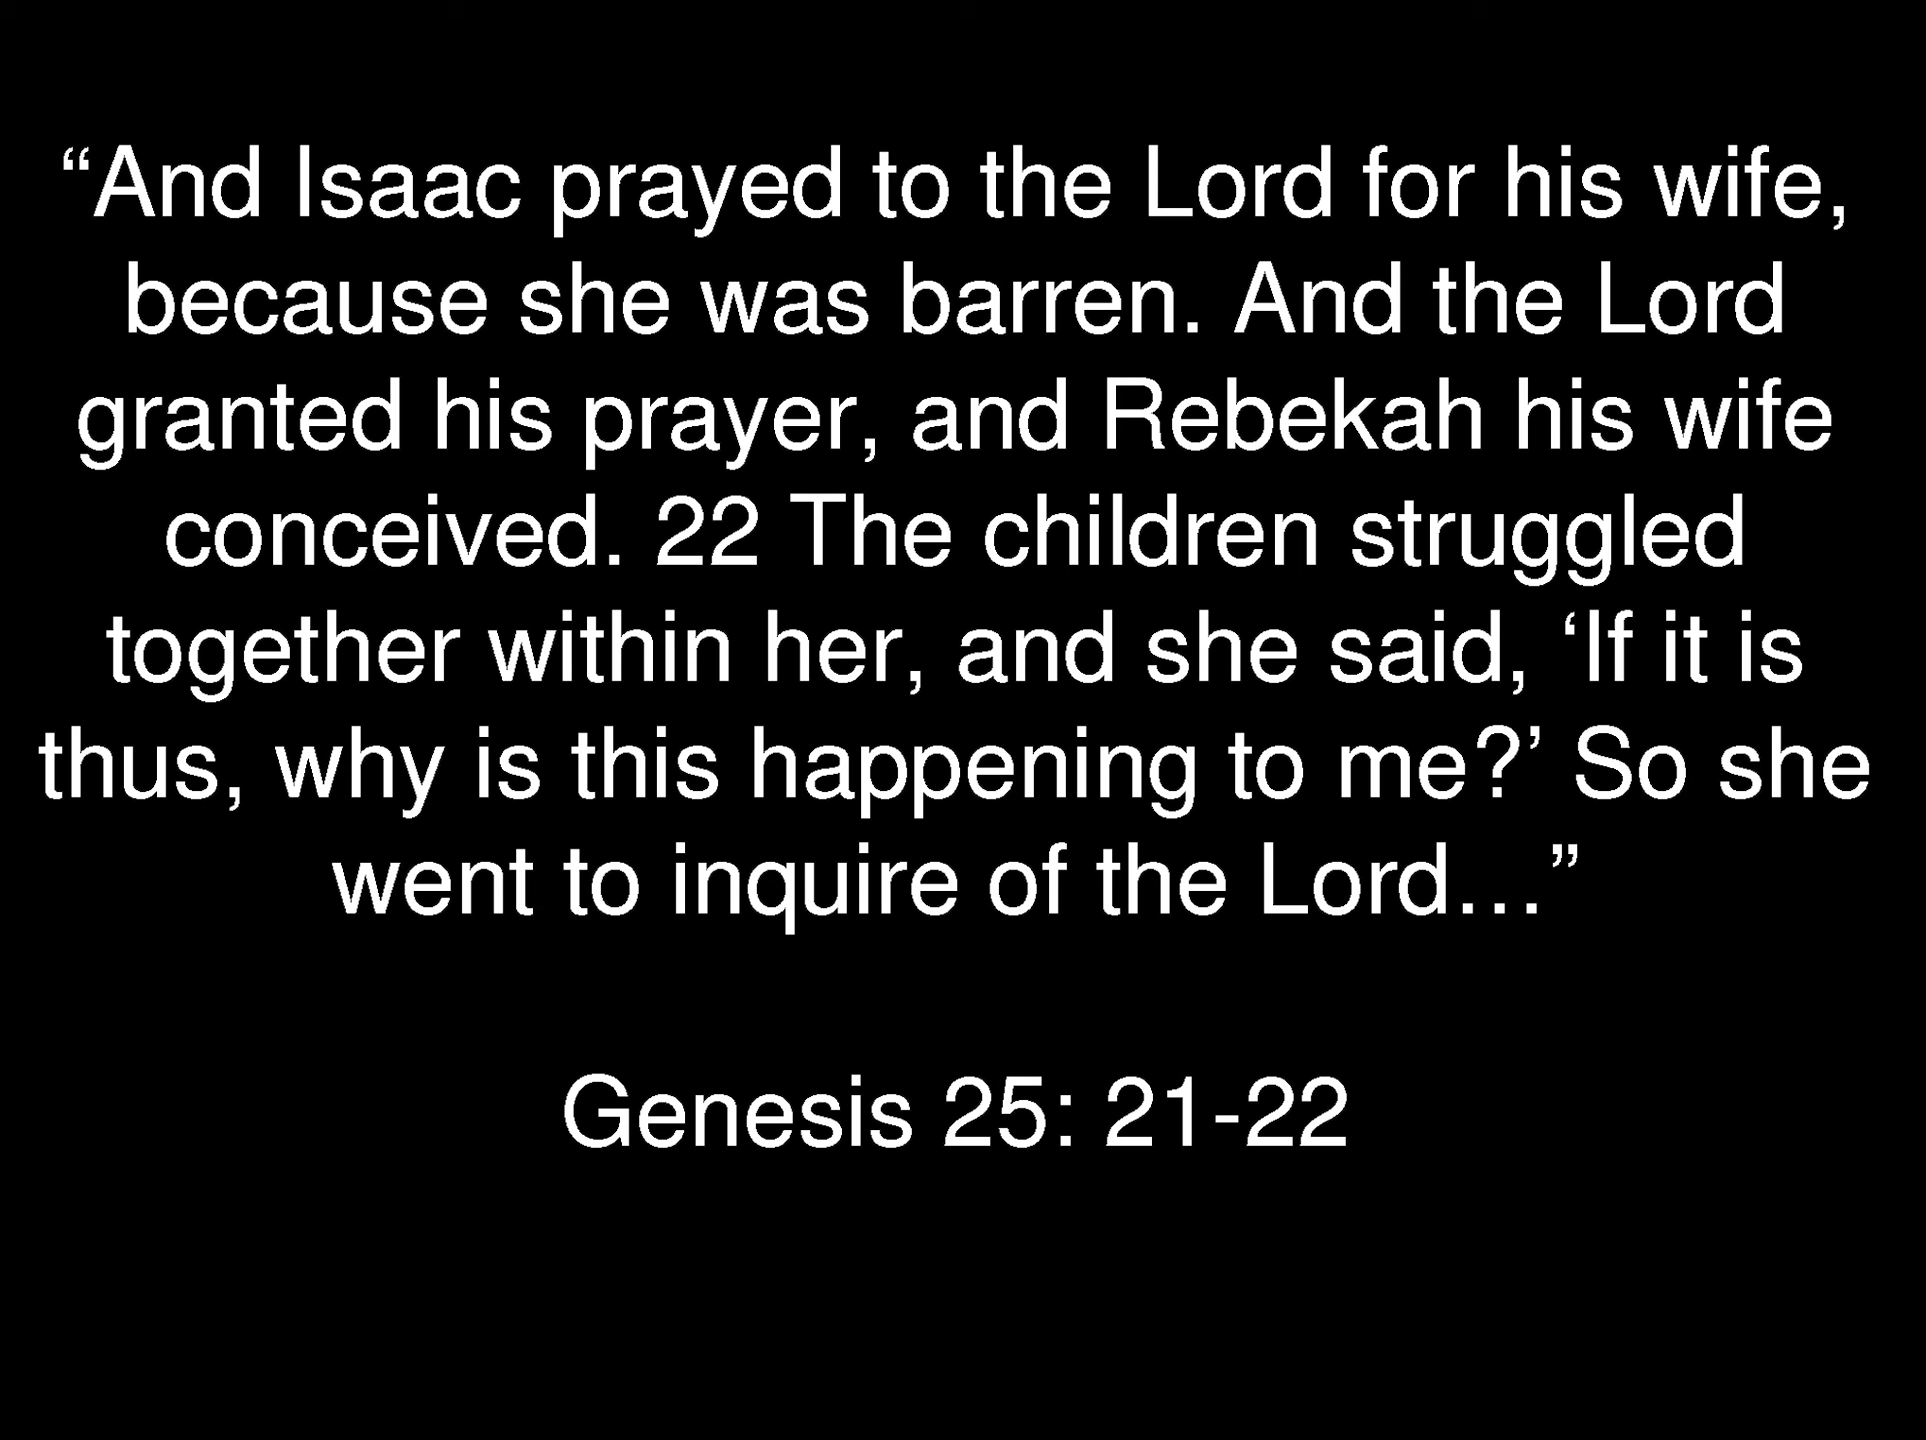 “And Isaac prayed to the Lord for his wife,
because she was barren. And the Lord
granted his prayer, and Rebekah his wife
conceived. 22 The children struggled
together within her, and she said, ‘If it is
thus, why is this happening to me?’ So she
went to inquire of the Lord…”
Genesis 25: 21-22